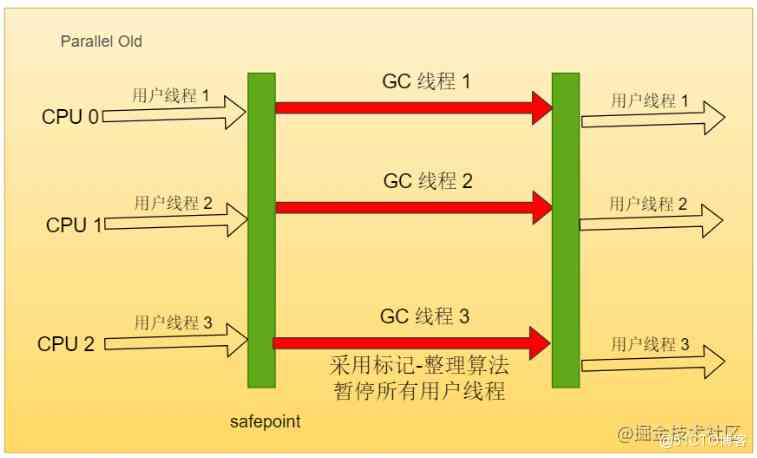 Parallel Old
GC 线程 1
用户线程 1
用户线程 1
CPU 0
GC 线程 2
用户线程 2
用户线程 2
CPU 1
GC 线程 3
用户线程 3
用户线程 3
CPU 2
采用标记-整理算法
暂停所有用户线程
safepoint
@掘金技术社区
@51CTO博客